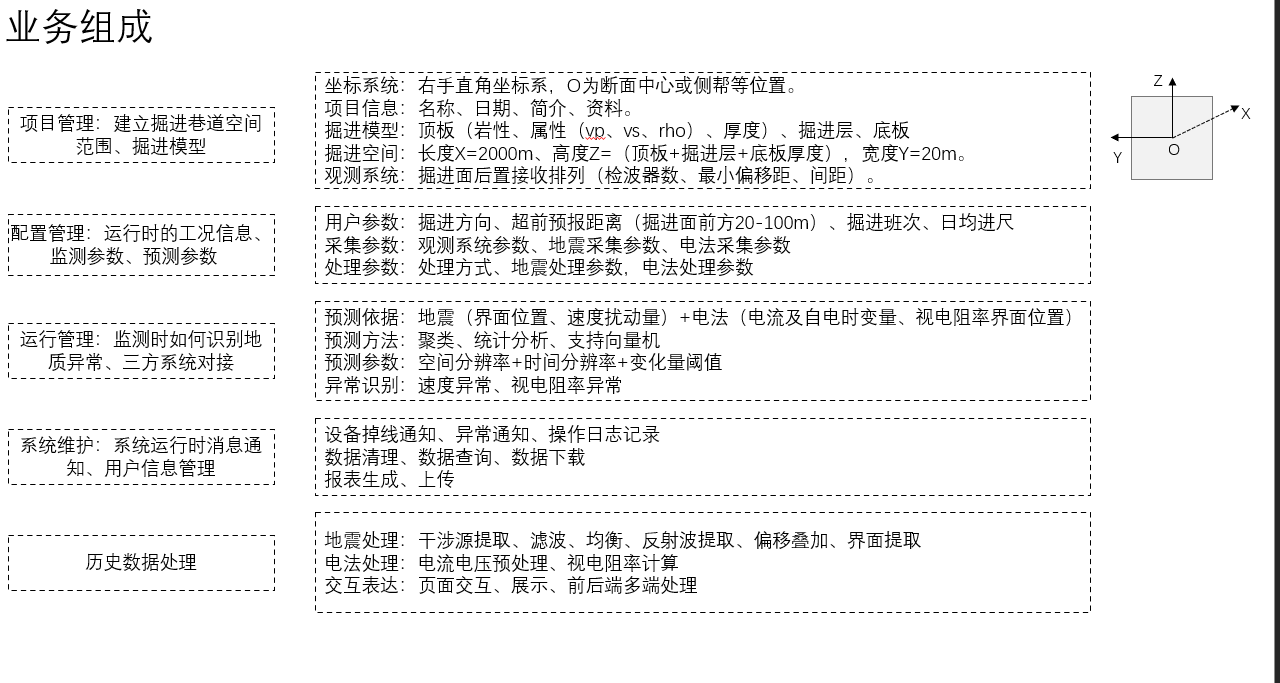 业务组成
项目管理：建立掘进巷道空间
范围、掘进模型
坐标系统：右手直角坐标系，O为断面中心或侧帮等位置。
项目信息：名称、日期、简介、资料。
掘进模型：顶板（岩性、属性（vp、vs、rho）、厚度）、掘进层、底板
掘进空间：长度X=2000m、高度Z=（顶板+掘进层+底板厚度），宽度Y=20m。
观测系统：掘进面后置接收排列（检波器数、最小偏移距、间距）。
Z
X
Y
O
配置管理：运行时的工况信息、
监测参数、预测参数
用户参数：掘进方向、超前预报距离（掘进面前方20-100m）、掘进班次、日均进尺
采集参数：观测系统参数、地震采集参数、电法采集参数
处理参数：处理方式、地震处理参数，电法处理参数
运行管理：监测时如何识别地
质异常、三方系统对接
预测依据：地震（界面位置、速度扰动量）+电法（电流及自电时变量、视电阻率界面位置）
预测方法：聚类、统计分析、支持向量机
预测参数：空间分辨率+时间分辨率+变化量阈值
异常识别：速度异常、视电阻率异常
系统维护：系统运行时消息通
知、用户信息管理
设备掉线通知、异常通知、操作日志记录
数据清理、数据查询、数据下载
报表生成、上传
历史数据处理
地震处理：干涉源提取、滤波、均衡、反射波提取、偏移叠加、界面提取
电法处理：电流电压预处理、视电阻率计算
交互表达：页面交互、展示、前后端多端处理